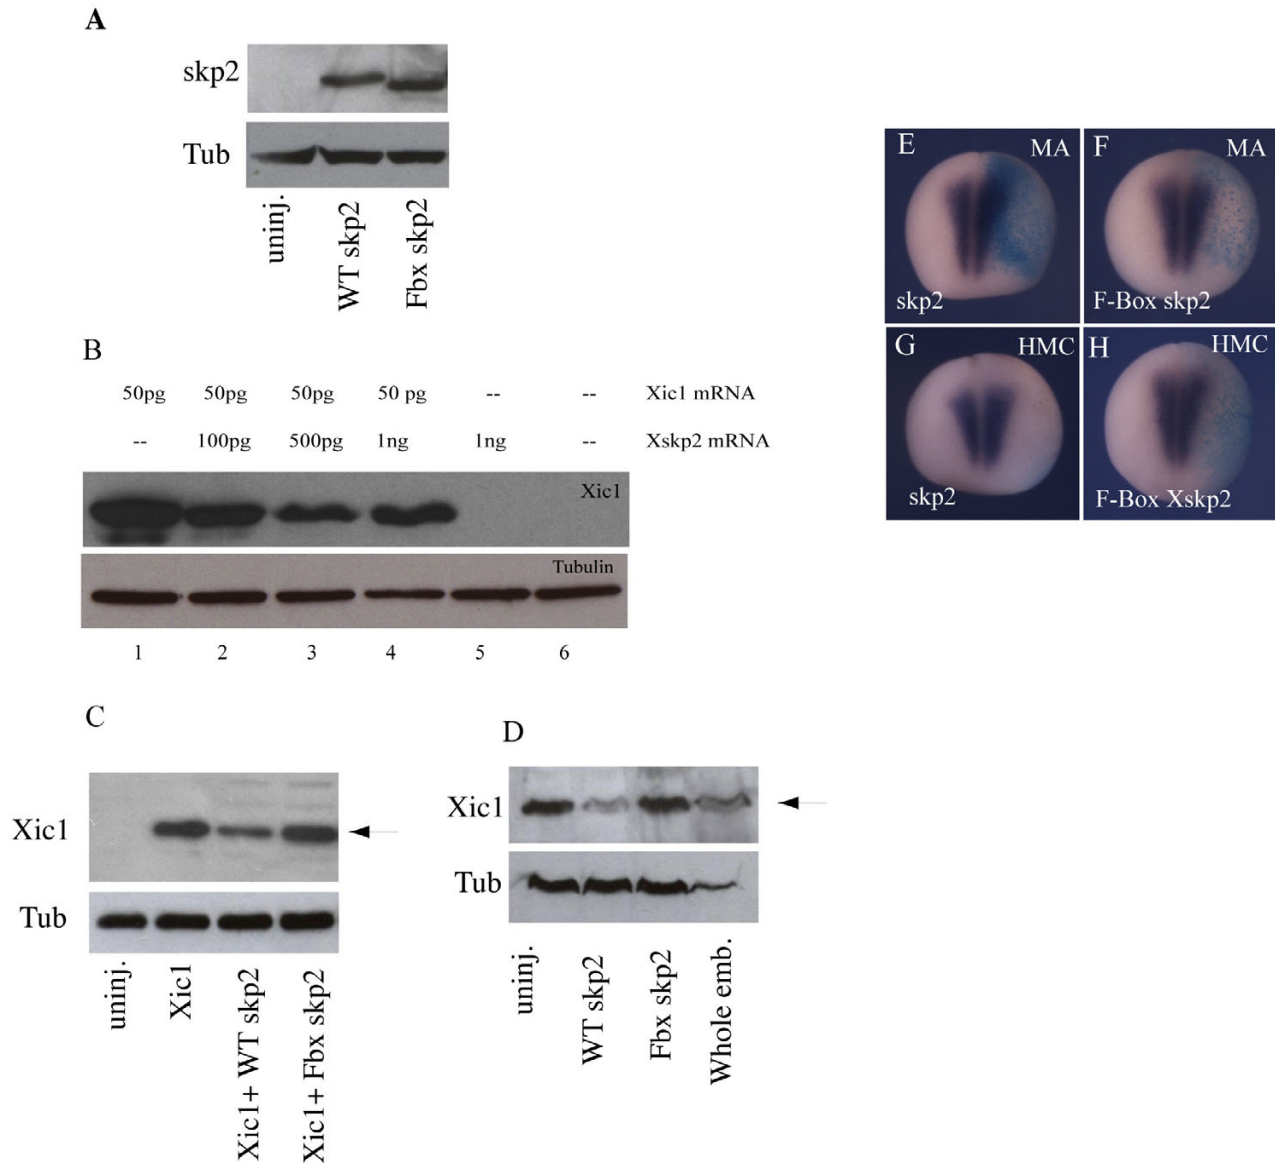 A
skp2
Tub
uninj.
WT skp2
Fbx skp2
B
50pg 50pg 50pg 50 pg -- -- Xic1 mRNA
-- 100pg 500pg 1ng 1ng -- Xskp2 mRNA
Xic1
Tubulin
1 2 3 4 5 6
C
Xic1
Tub
uninj.
Xic1
Xic1+ WT skp2
Xic1+ Fbx skp2
D
Xic1
Tub
uninj.
WT skp2
Fbx skp2
Whole emb.
E MA
skp2
F MA
F-Box skp2
G HMC
skp2
H HMC
F-Box Xskp2